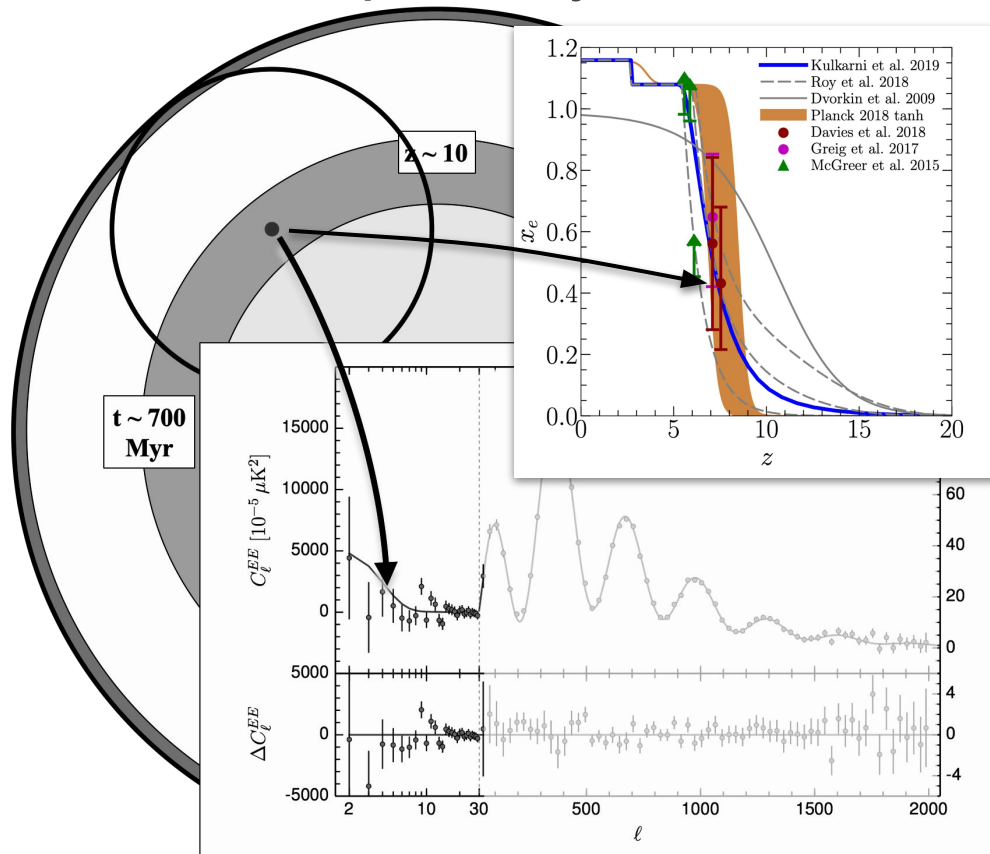 z ~ 10
t ~ 700
Myr
1.2
1.0
0.8
0.6
0.4
0.2
0.0
x_e
0
5
10
15
20
z
Kulkarni et al. 2019
Roy et al. 2018
Dvorkin et al. 2009
Planck 2018 tanh
Davies et al. 2018
Greig et al. 2017
McGreer et al. 2015
15000
10000
5000
0
C_ℓ^{EE} [10^{-5} μK^2]
60
40
20
0
5000
0
-5000
ΔC_ℓ^{EE}
4
0
-4
2
10
30
500
1000
1500
2000
ℓ